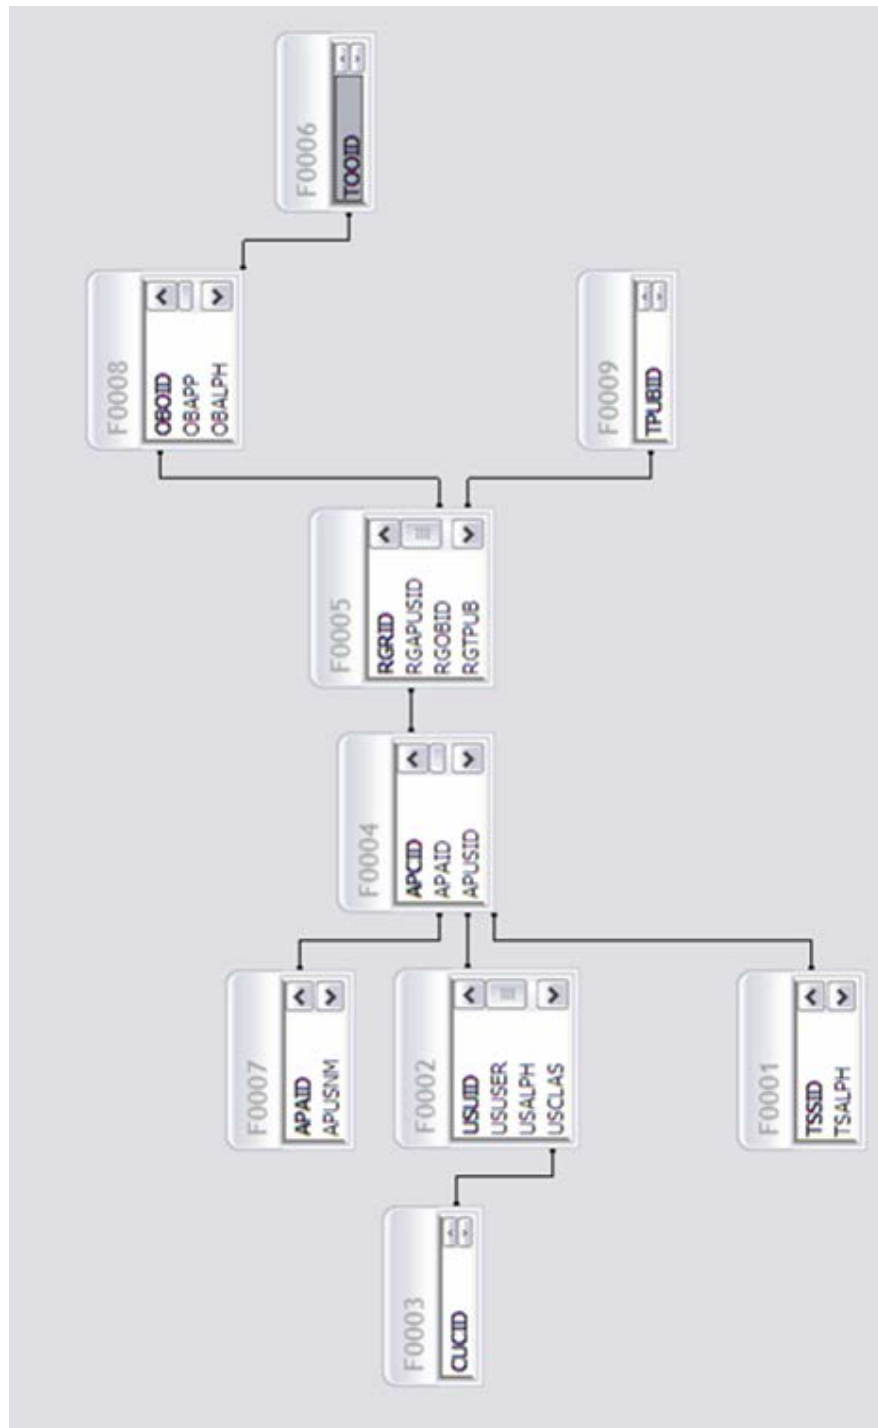 F0003
CUCID
F0007
APAID
APUSNM
F0002
USUID
USUSER
USALPH
USCLAS
F0001
TSSID
TSALPH
F0004
APCID
APAID
APUSID
F0005
RGRID
RGAPUSID
RGOBID
RGTPUB
F0008
OBOID
OBAPP
OBALPH
F0009
TPUBID
F0006
TOOID